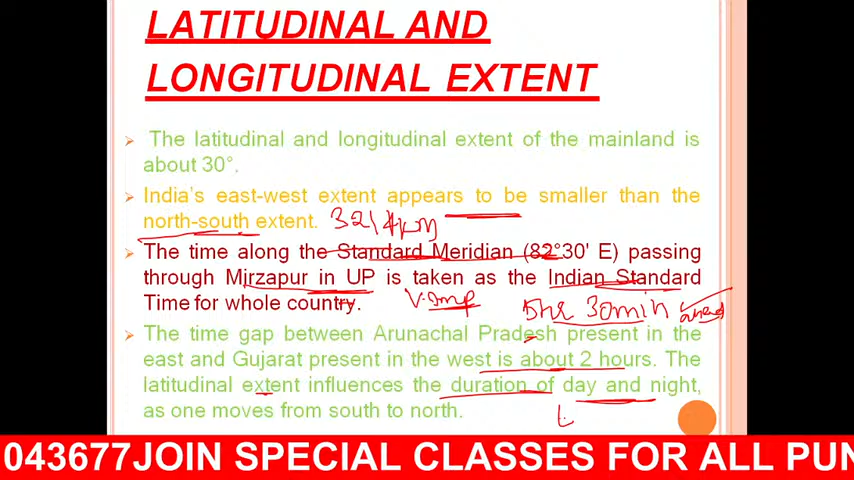 LATITUDINAL AND
LONGITUDINAL EXTENT
The latitudinal and longitudinal extent of the mainland is
about 30°.
India's east-west extent appears to be smaller than the
north-south extent. 3214km
The time along the Standard Meridian (82°30' E) passing
through Mirzapur in UP is taken as the Indian Standard
Time for whole country. V.Imp 5hr 30min ahead
The time gap between Arunachal Pradesh present in the
east and Gujarat present in the west is about 2 hours. The
latitudinal extent influences the duration of day and night,
as one moves from south to north.
043677JOIN SPECIAL CLASSES FOR ALL PUN